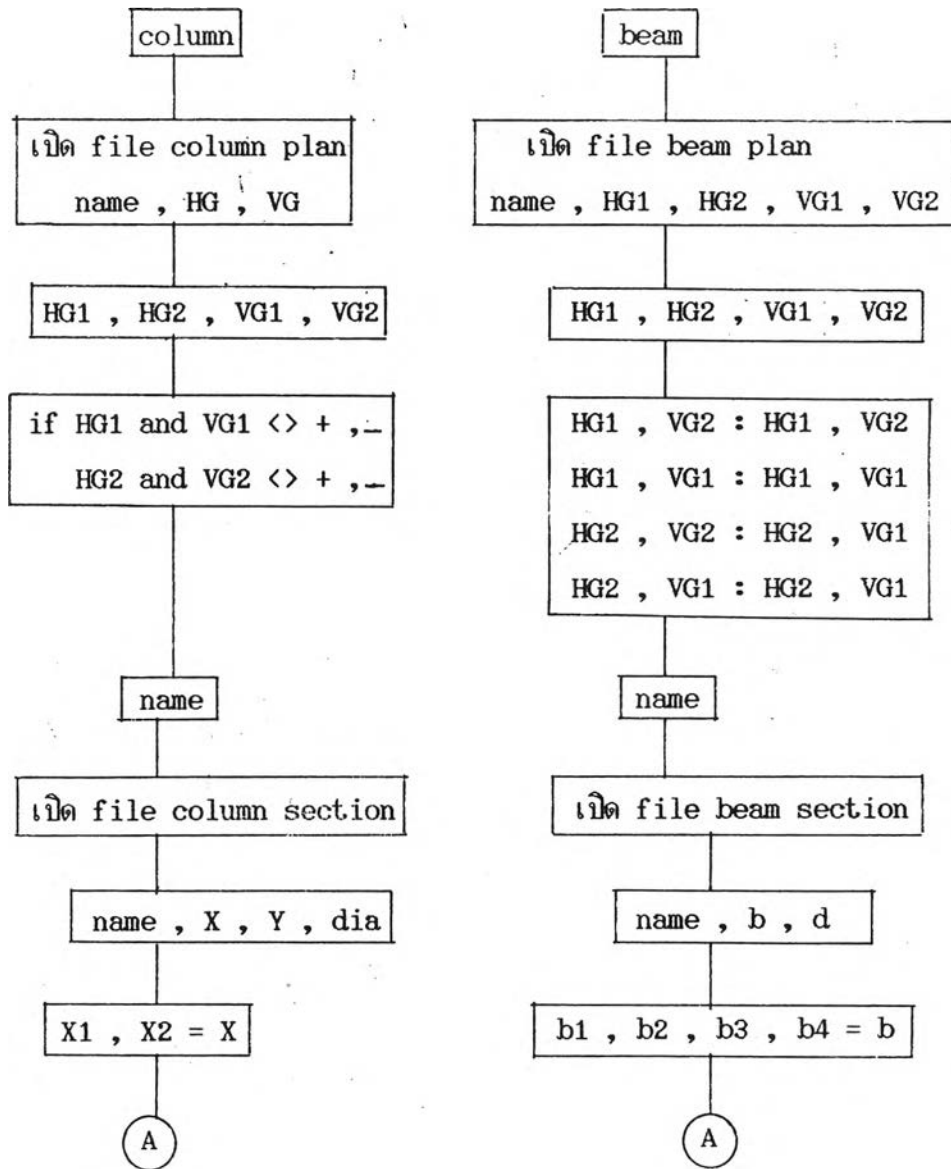 column
เปิด file column plan
name , HG , VG
HG1 , HG2 , VG1 , VG2
if HG1 and VG1 <> + ,-
HG2 and VG2 <> + ,-
name
เปิด file column section
name , X , Y , dia
X1 , X2 = X
A
beam
เปิด file beam plan
name , HG1 , HG2 , VG1 , VG2
HG1 , HG2 , VG1 , VG2
HG1 , VG2 : HG1 , VG2
HG1 , VG1 : HG1 , VG1
HG2 , VG2 : HG2 , VG1
HG2 , VG1 : HG2 , VG1
name
เปิด file beam section
name , b , d
b1 , b2 , b3 , b4 = b
A